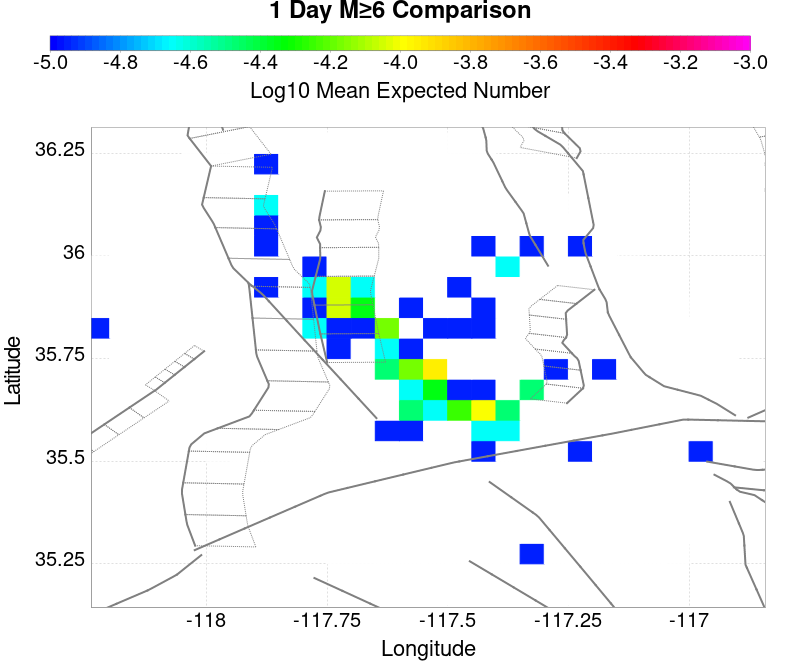 1 Day M≥6 Comparison
-5.0 -4.8 -4.6 -4.4 -4.2 -4.0 -3.8 -3.6 -3.4 -3.2 -3.0
Log10 Mean Expected Number
36.25
36
35.75
35.5
35.25
Latitude
-118 -117.75 -117.5 -117.25 -117
Longitude